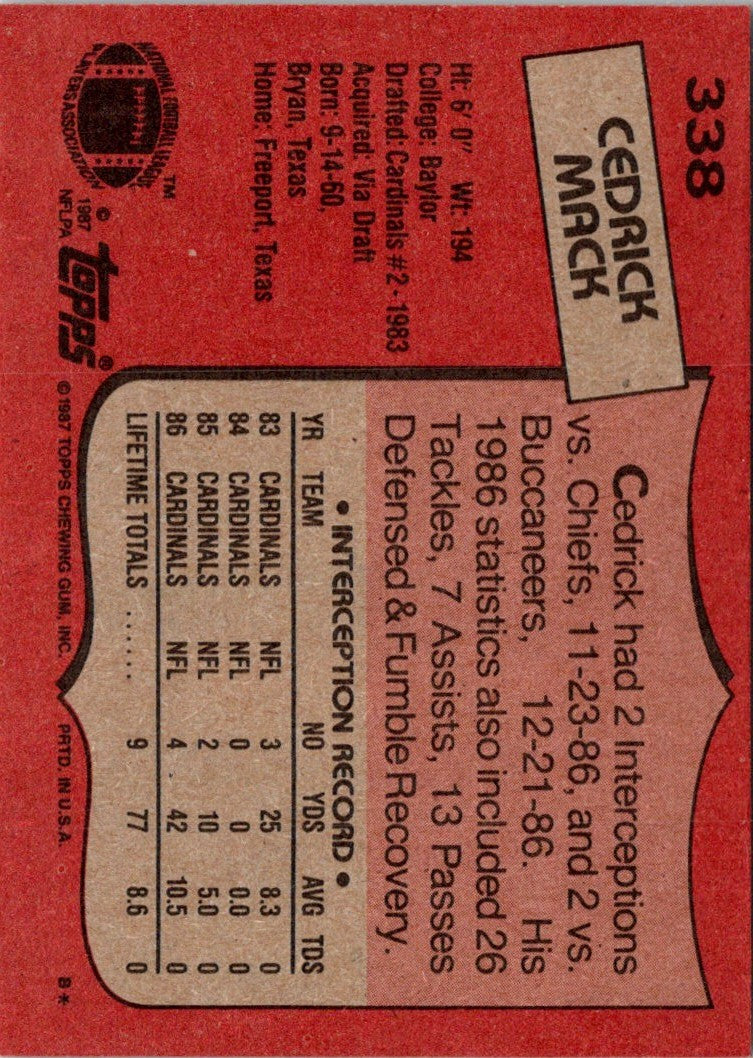 338
CEDRICK
MACK
Ht: 6' 0" Wt: 194
College: Baylor
Drafted: Cardinals #2-1983
Acquired: Via Draft
Born: 9-14-60,
Bryan, Texas
Home: Freeport, Texas
NATIONAL FOOTBALL LEAGUE
PLAYERS ASSOCIATION
TM
© 1987
NFLPA
topps®
Cedrick had 2 Interceptions
vs. Chiefs, 11-23-86, and 2 vs.
Buccaneers, 12-21-86. His
1986 statistics also included 26
Tackles, 7 Assists, 13 Passes
Defensed & Fumble Recovery.
• INTERCEPTION RECORD •
YR TEAM NO YDS AVG TDS
83 CARDINALS NFL 3 25 8.3 0
84 CARDINALS NFL 0 0 0.0 0
85 CARDINALS NFL 2 10 5.0 0
86 CARDINALS NFL 4 42 10.5 0
LIFETIME TOTALS ....... 9 77 8.6 0
© 1987 TOPPS CHEWING GUM, INC. PRTD. IN U.S.A. B*